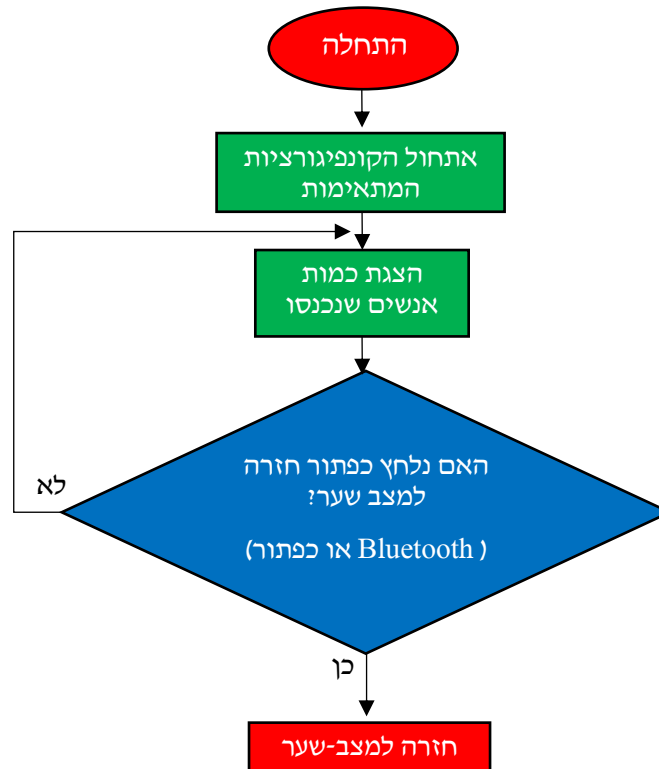 התחלה
אתחול הקונפיגורציות
המתאימות
הצגת כמות
אנשים שנכנסו
האם נלחץ כפתור חזרה
למצב שער?
( Bluetooth או כפתור)
לא
כן
חזרה למצב-שער